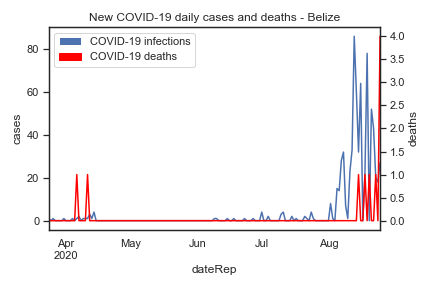 New COVID-19 daily cases and deaths - Belize
COVID-19 infections
COVID-19 deaths
80
60
40
20
0
cases
4.0
3.5
3.0
2.5
2.0
1.5
1.0
0.5
0.0
deaths
Apr
2020
May
Jun
Jul
Aug
dateRep